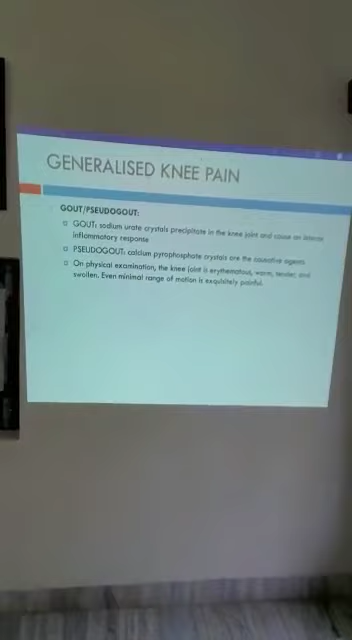 GENERALISED KNEE PAIN
GOUT/PSEUDOGOUT:
GOUT: sodium urate crystals precipitate in the knee joint and cause an intense
inflammatory response
PSEUDOGOUT: calcium pyrophosphate crystals are the causative agents
On physical examination, the knee joint is erythematous, warm, tender, and
swollen. Even minimal range of motion is exquisitely painful.